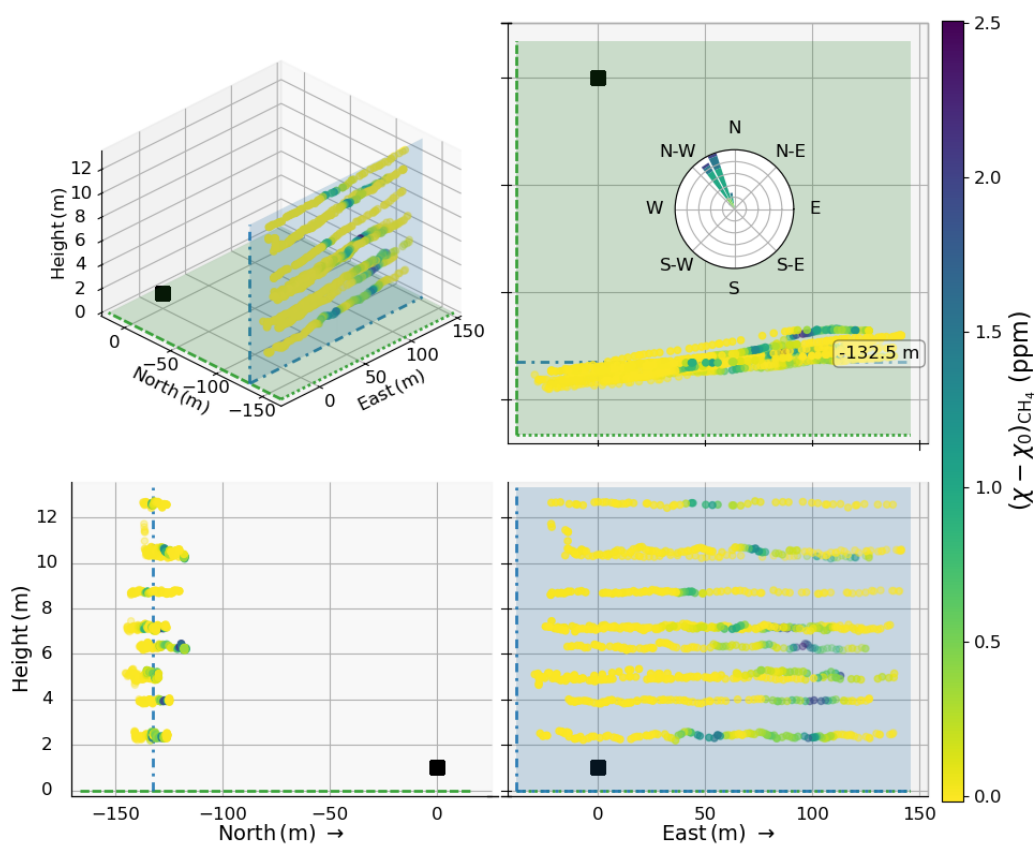 12
10
8
6
4
2
0
Height (m)
0
−50
−100
−150
North (m)
0
50
100
150
East (m)
N
N-W
N-E
W
E
S-W
S-E
S
-132.5 m
2.5
2.0
1.5
1.0
0.5
0.0
(χ − χ0)CH4 (ppm)
12
10
8
6
4
2
0
Height (m)
−150
−100
−50
0
North (m) →
0
50
100
150
East (m) →